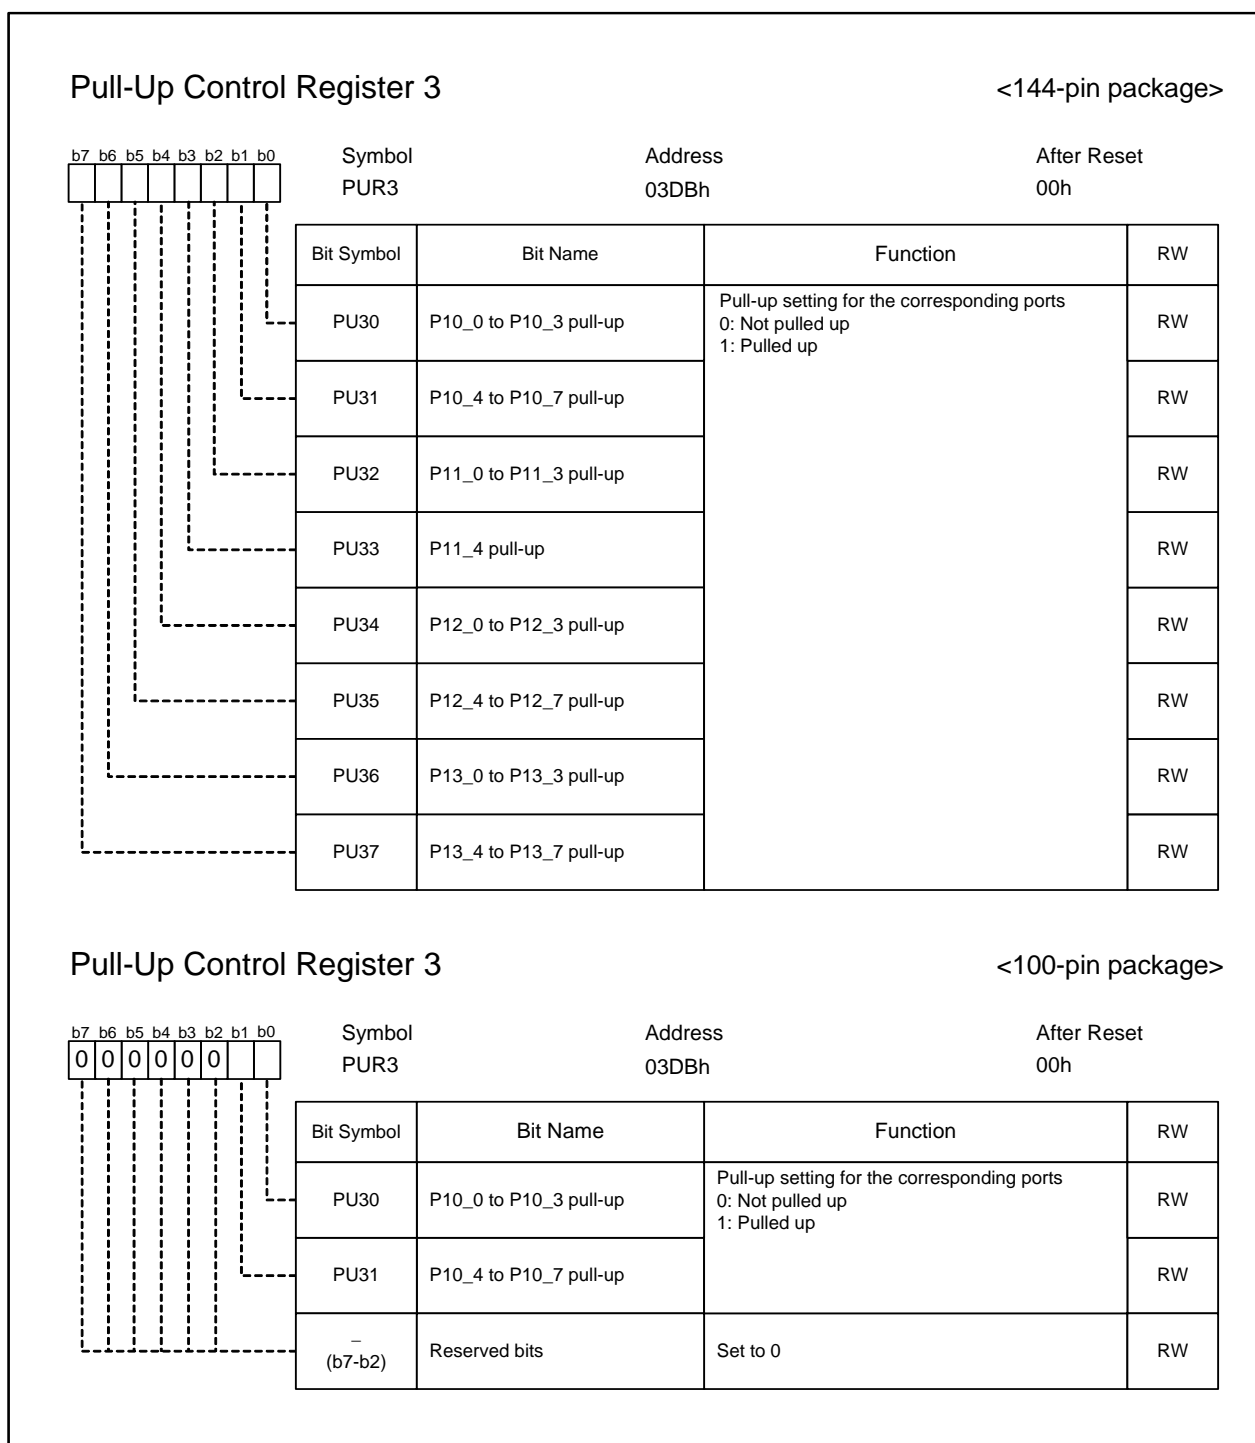 Pull-Up Control Register 3 <144-pin package>
b7 b6 b5 b4 b3 b2 b1 b0
Symbol Address After Reset
PUR3 03DBh 00h
Bit Symbol Bit Name Function RW
PU30 P10_0 to P10_3 pull-up Pull-up setting for the corresponding ports RW
0: Not pulled up
1: Pulled up
PU31 P10_4 to P10_7 pull-up RW
PU32 P11_0 to P11_3 pull-up RW
PU33 P11_4 pull-up RW
PU34 P12_0 to P12_3 pull-up RW
PU35 P12_4 to P12_7 pull-up RW
PU36 P13_0 to P13_3 pull-up RW
PU37 P13_4 to P13_7 pull-up RW
Pull-Up Control Register 3 <100-pin package>
b7 b6 b5 b4 b3 b2 b1 b0
0 0 0 0 0 0
Symbol Address After Reset
PUR3 03DBh 00h
Bit Symbol Bit Name Function RW
PU30 P10_0 to P10_3 pull-up Pull-up setting for the corresponding ports RW
0: Not pulled up
1: Pulled up
PU31 P10_4 to P10_7 pull-up RW
–
(b7-b2) Reserved bits Set to 0 RW